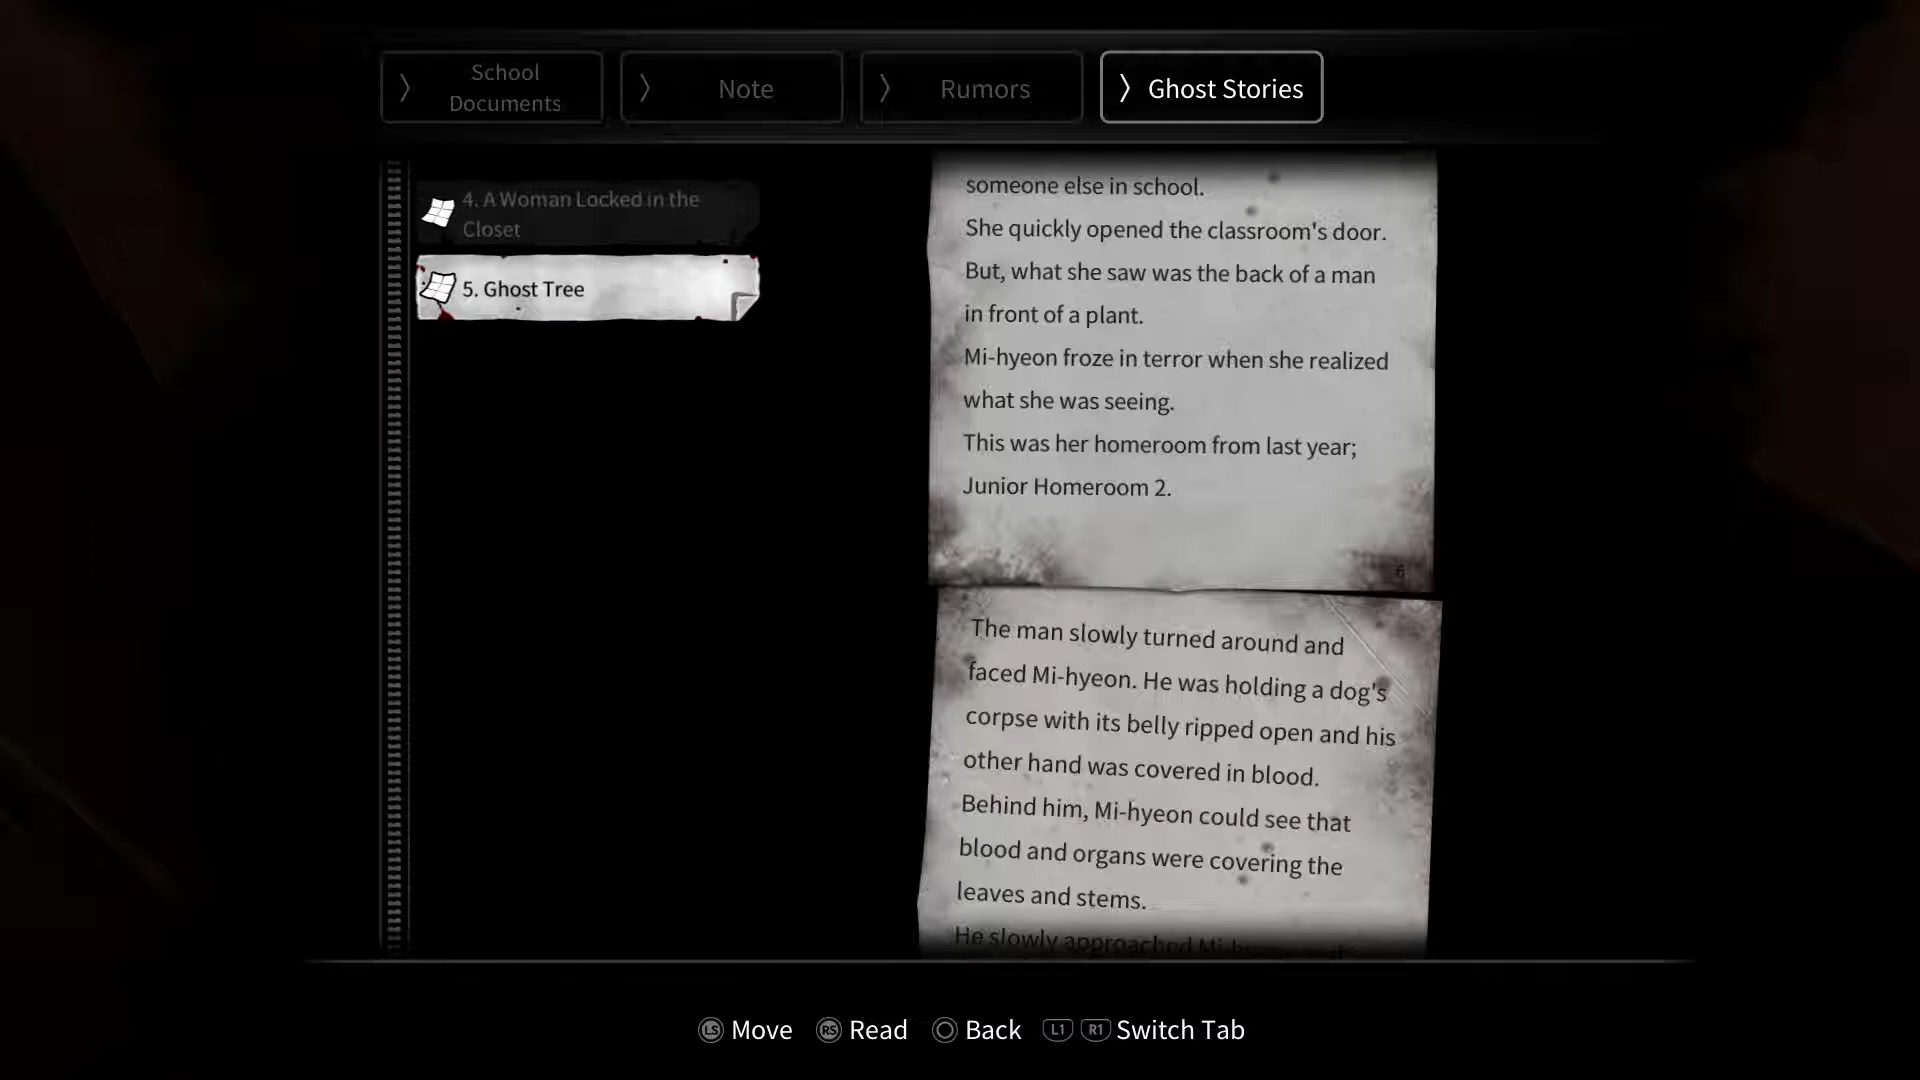 School
Documents
Note
Rumors
Ghost Stories
4. A Woman Locked in the
Closet
5. Ghost Tree
someone else in school.
She quickly opened the classroom's door.
But, what she saw was the back of a man
in front of a plant.
Mi-hyeon froze in terror when she realized
what she was seeing.
This was her homeroom from last year;
Junior Homeroom 2.
6
The man slowly turned around and
faced Mi-hyeon. He was holding a dog's
corpse with its belly ripped open and his
other hand was covered in blood.
Behind him, Mi-hyeon could see that
blood and organs were covering the
leaves and stems.
He slowly approached
LS Move RS Read Back L1 R1 Switch Tab